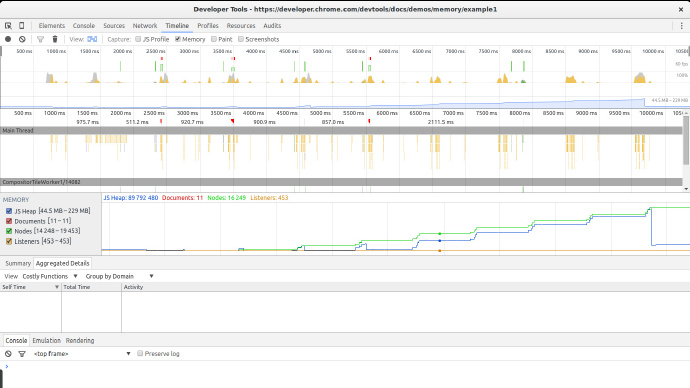 Developer Tools - https://developer.chrome.com/devtools/docs/demos/memory/example1
Elements Console Sources Network Timeline Profiles Resources Audits
View: Capture: JS Profile Memory Paint Screenshots
500 ms 1000 ms 1500 ms 2000 ms 2500 ms 3000 ms 3500 ms 4000 ms 4500 ms 5000 ms 5500 ms 6000 ms 6500 ms 7000 ms 7500 ms 8000 ms 8500 ms 9000 ms 9500 ms 10000 ms 10500 ms
60 fps
100%
44.5 MB – 229 MB
500 ms 1000 ms 1500 ms 2000 ms 2500 ms 3000 ms 3500 ms 4000 ms 4500 ms 5000 ms 5500 ms 6000 ms 6500 ms 7000 ms 7500 ms 8000 ms 8500 ms 9000 ms 9500 ms 10000 ms 10500 ms
975.7 ms 511.2 ms 920.7 ms 900.9 ms 857.0 ms 2111.5 ms
Main Thread
CompositorTileWorker1/14082
MEMORY JS Heap: 89 792 480 Documents: 11 Nodes: 16 249 Listeners: 453
JS Heap [44.5 MB – 229 MB]
Documents [11 – 11]
Nodes [14 248 – 19 453]
Listeners [453 – 453]
Summary Aggregated Details
View Costly Functions ▼ Group by Domain ▼
Self Time ▼ Total Time Activity
Console Emulation Rendering
<top frame> ▼ Preserve log
>